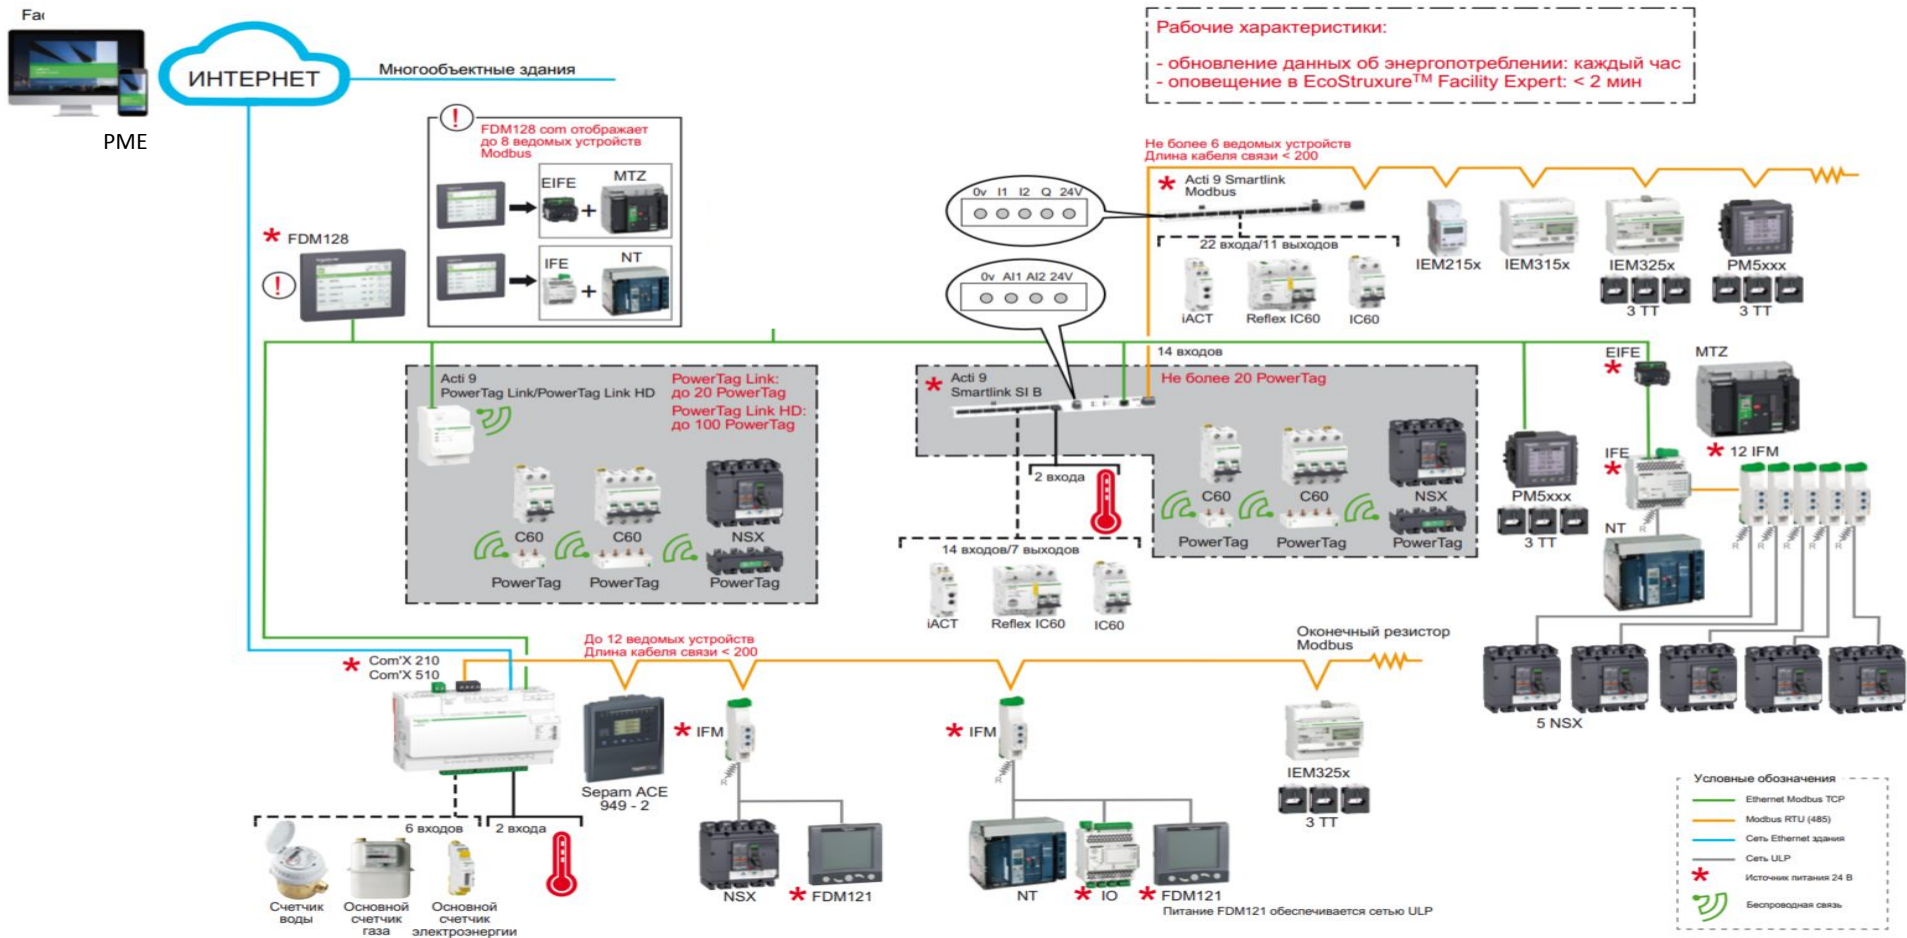 Fac
ИНТЕРНЕТ
Многообъектные здания
PME
Рабочие характеристики:
- обновление данных об энергопотреблении: каждый час
- оповещение в EcoStruxure™ Facility Expert: < 2 мин
!
FDM128 com отображает
до 8 ведомых устройств
Modbus
EIFE
+
MTZ
IFE
+
NT
* FDM128
!
Не более 6 ведомых устройств
Длина кабеля связи < 200
* Acti 9 Smartlink
Modbus
0v I1 I2 Q 24V
22 входа/11 выходов
iACT
Reflex IC60
IC60
IEM215x
IEM315x
IEM325x
3 TT
PM5xxx
3 TT
0v AI1 AI2 24V
14 входов
Acti 9
PowerTag Link/PowerTag Link HD
PowerTag Link:
до 20 PowerTag
PowerTag Link HD:
до 100 PowerTag
C60
C60
NSX
PowerTag
PowerTag
PowerTag
* Acti 9
Smartlink SI B
Не более 20 PowerTag
2 входа
C60
C60
NSX
PowerTag
PowerTag
PowerTag
14 входов/7 выходов
iACT
Reflex IC60
IC60
PM5xxx
3 TT
EIFE
*
MTZ
IFE
*
* 12 IFM
NT
R
R
R
R
R
R
5 NSX
* Com'X 210
Com'X 510
До 12 ведомых устройств
Длина кабеля связи < 200
Оконечный резистор
Modbus
Sepam ACE
949 - 2
* IFM
R
NSX
* FDM121
* IFM
R
NT
* IO
* FDM121
Питание FDM121 обеспечивается сетью ULP
IEM325x
3 TT
6 входов
2 входа
Счетчик
воды
Основной
счетчик
газа
Основной
счетчик
электроэнергии
Условные обозначения
Ethernet Modbus TCP
Modbus RTU (485)
Сеть Ethernet здания
Сеть ULP
* Источник питания 24 В
Беспроводная связь